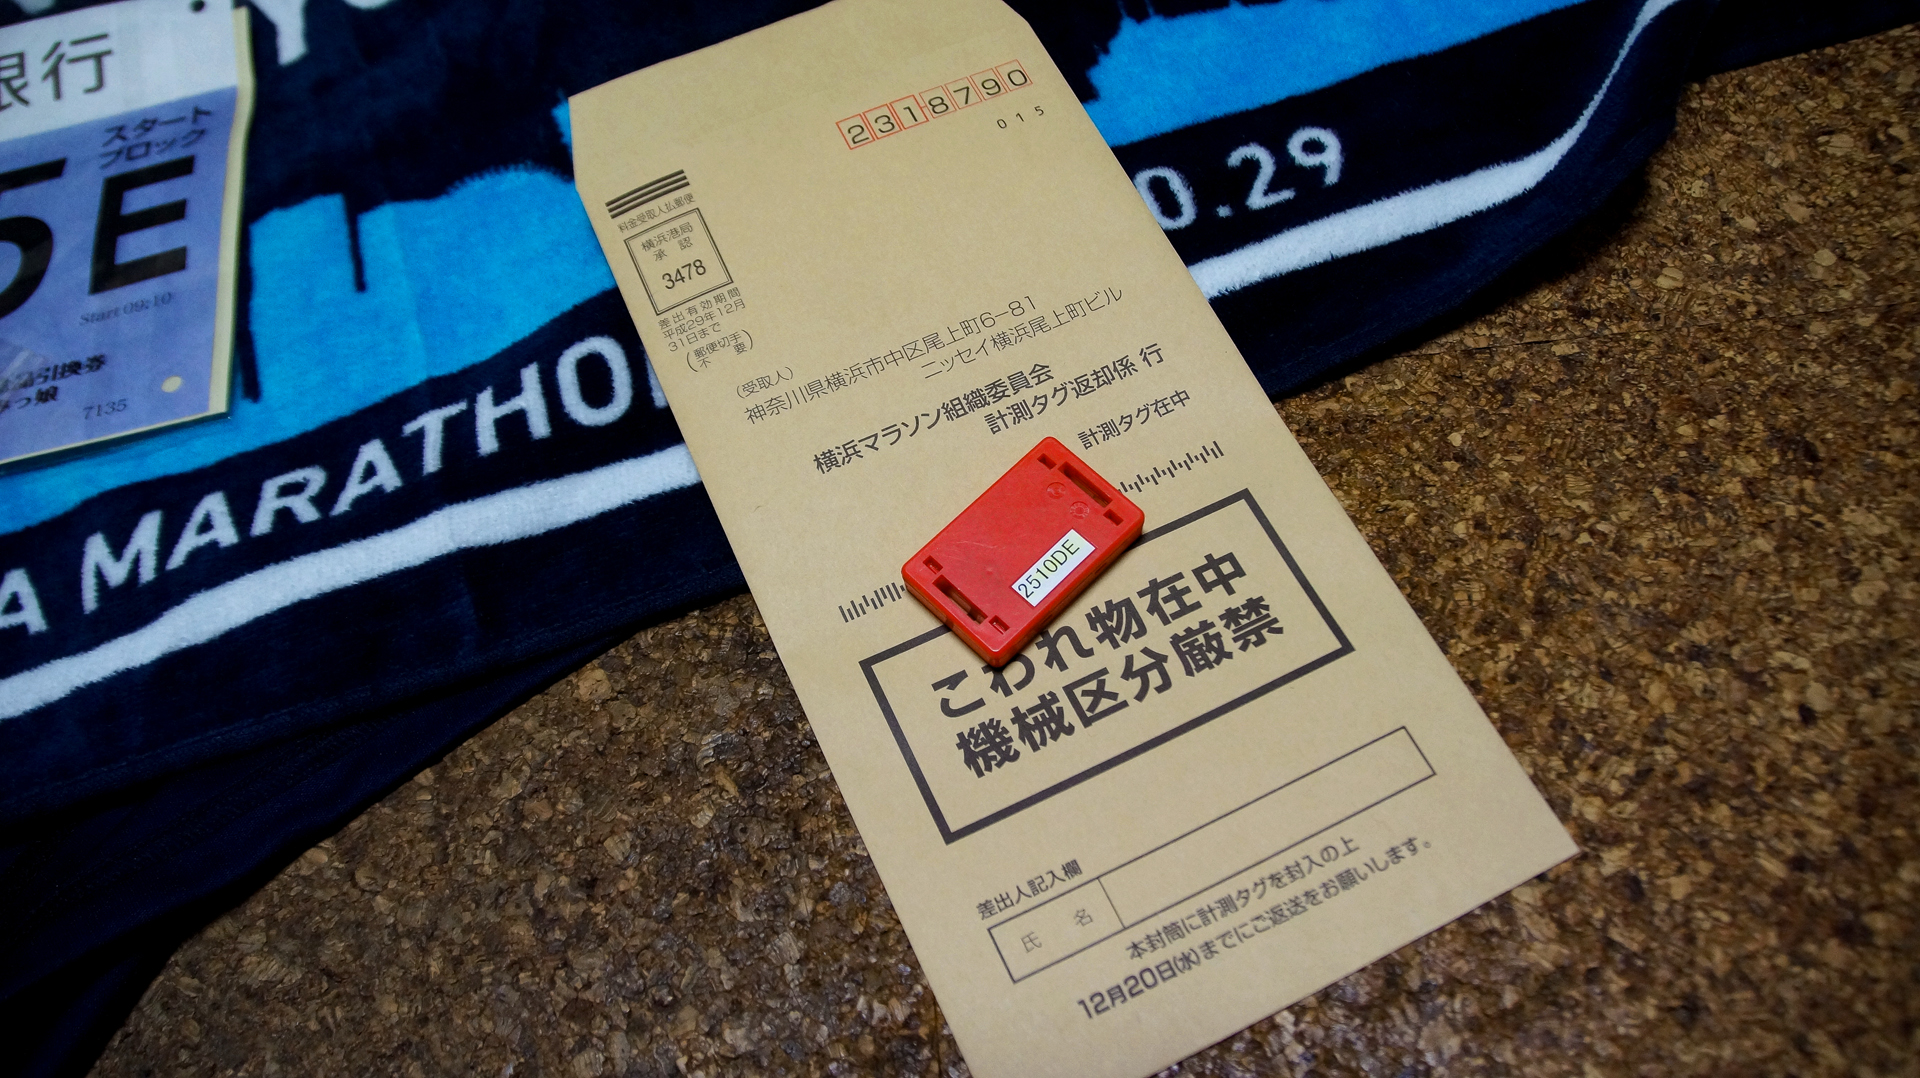 銀行
スタート
ブロック
5E
Start 09:10
引換券
つ娘
7135
A MARATHO
0.29
2318790
015
料金受取人払郵便
横浜港局
承 認
3478
差出有効期間
平成29年12月
31日まで
(郵便切手
不 要)
(受取人)
神奈川県横浜市中区尾上町6-81
ニッセイ横浜尾上町ビル
横浜マラソン組織委員会
計測タグ返却係 行
計測タグ在中
2510DE
こわれ物在中
機械区分厳禁
差出人記入欄
氏 名
本封筒に計測タグを封入の上
12月20日(水)までにご返送をお願いします。